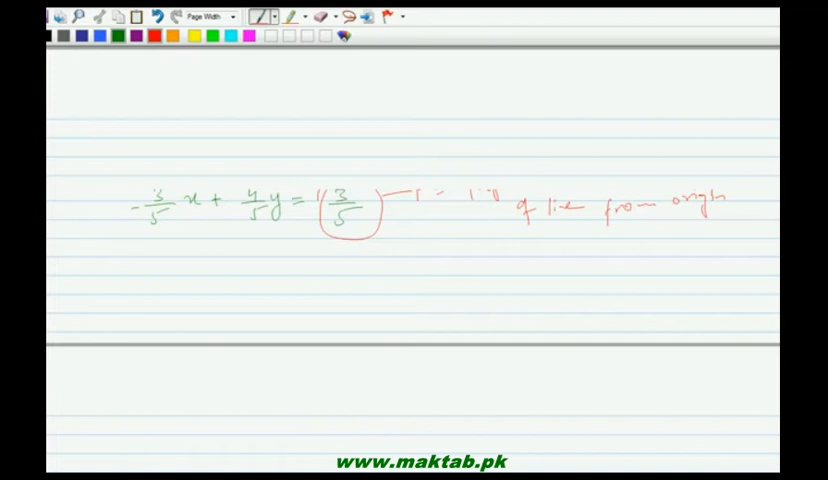 Page Width
-3/5 x + 4/5 y = 3/5 of line from origin
www.maktab.pk